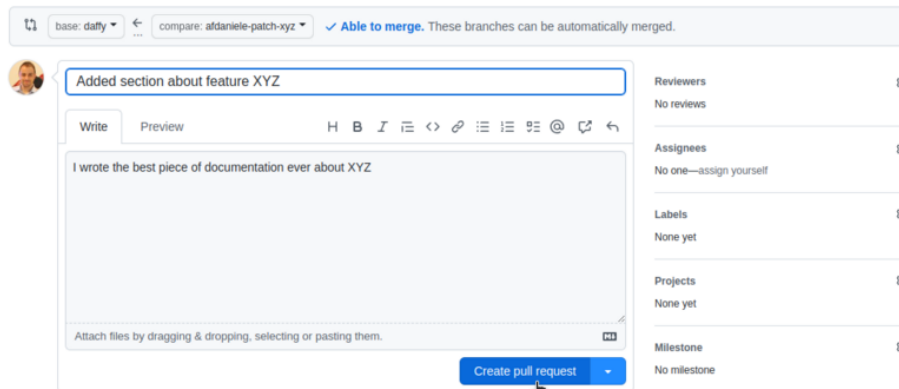 base: daffy compare: afdaniele-patch-xyz ✓ Able to merge. These branches can be automatically merged.
Added section about feature XYZ
Write Preview
I wrote the best piece of documentation ever about XYZ
Attach files by dragging & dropping, selecting or pasting them.
Create pull request
Reviewers
No reviews
Assignees
No one—assign yourself
Labels
None yet
Projects
None yet
Milestone
No milestone